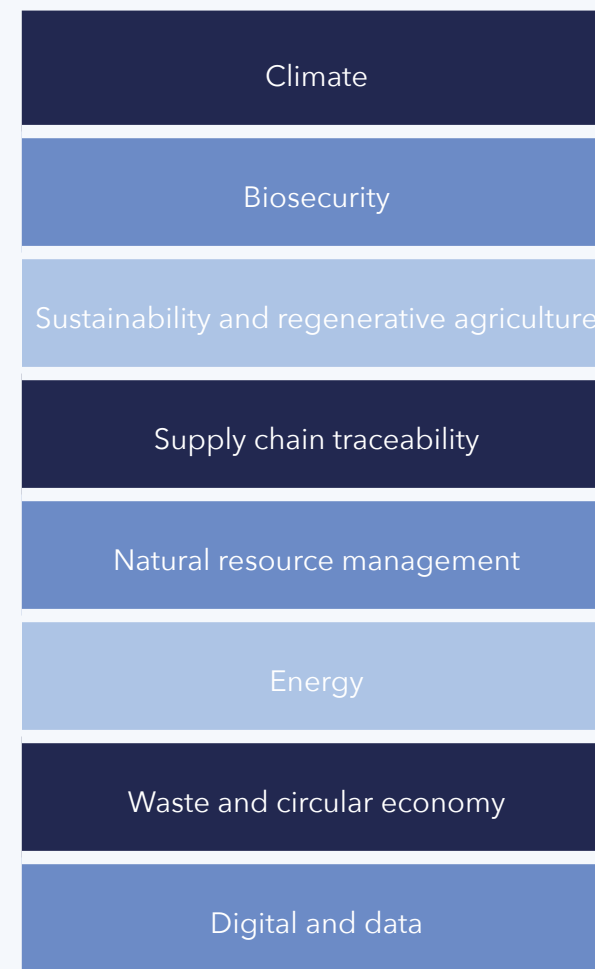 Climate
Biosecurity
Sustainability and regenerative agriculture
Supply chain traceability
Natural resource management
Energy
Waste and circular economy
Digital and data